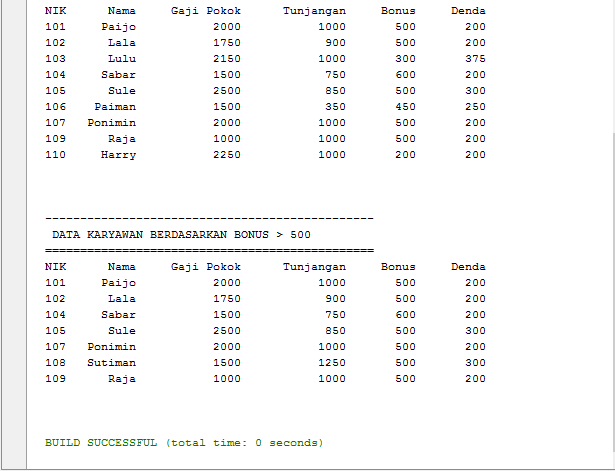 NIK Nama Gaji Pokok Tunjangan Bonus Denda
101 Paijo 2000 1000 500 200
102 Lala 1750 900 500 200
103 Lulu 2150 1000 300 375
104 Sabar 1500 750 600 200
105 Sule 2500 850 500 300
106 Paiman 1500 350 450 250
107 Ponimin 2000 1000 500 200
109 Raja 1000 1000 500 200
110 Harry 2250 1000 200 200
-----------------------------------------------
DATA KARYAWAN BERDASARKAN BONUS > 500
===============================================
NIK Nama Gaji Pokok Tunjangan Bonus Denda
101 Paijo 2000 1000 500 200
102 Lala 1750 900 500 200
104 Sabar 1500 750 600 200
105 Sule 2500 850 500 300
107 Ponimin 2000 1000 500 200
108 Sutiman 1500 1250 500 300
109 Raja 1000 1000 500 200
BUILD SUCCESSFUL (total time: 0 seconds)